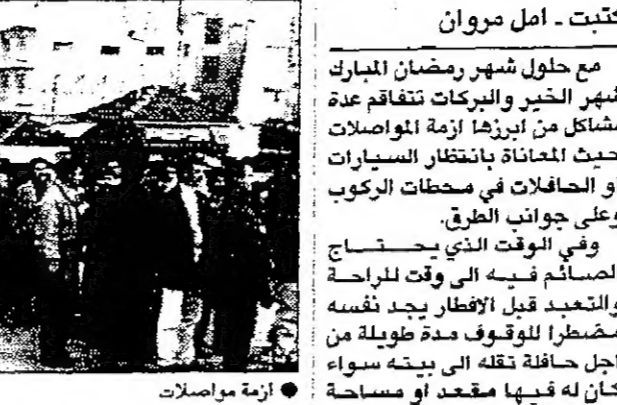 كتبت ـ امل مروان
مع حلول شهر رمضان المبارك
شهر الخير والبركات تتفاقم عدة
مشاكل من ابرزها ازمة المواصلات
حيث المعاناة بانتظار السيارات
او الحافلات في محطات الركوب
وعلى جوانب الطرق.
وفي الوقت الذي يحتاج
الصائم فيه الى وقت للراحة
والتعبد قبل الافطار يجد نفسه
مضطرا للوقوف مدة طويلة من
اجل حافلة تقله الى بيته سواء
كان له فيها مقعد او مساحة
● ازمة مواصلات